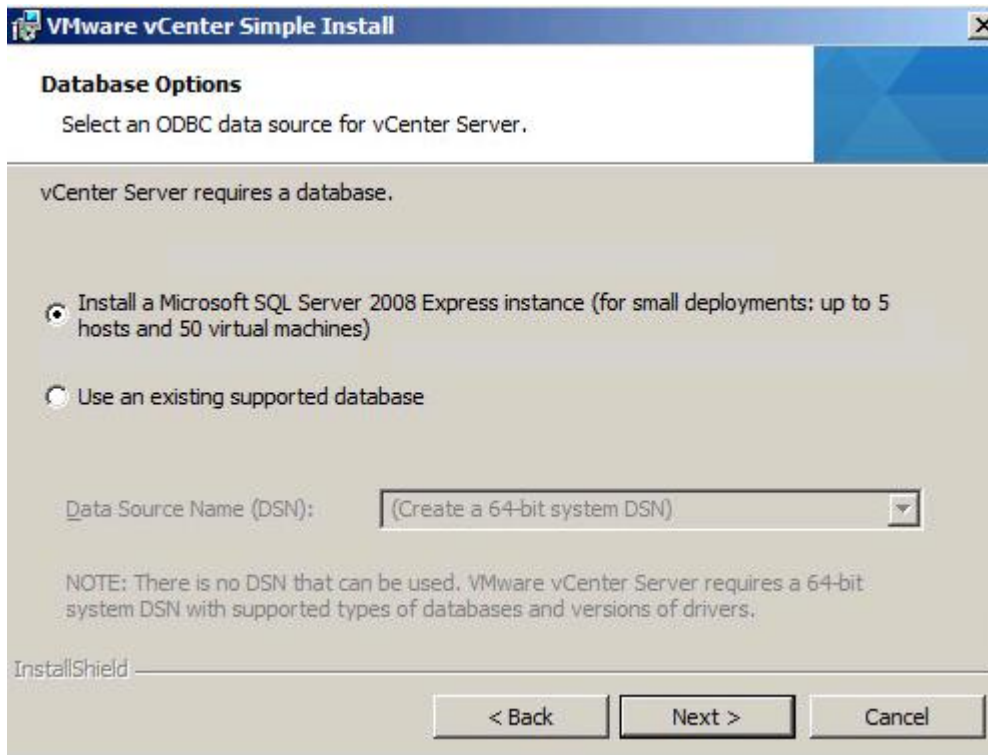 VMware vCenter Simple Install
Database Options
Select an ODBC data source for vCenter Server.
vCenter Server requires a database.
Install a Microsoft SQL Server 2008 Express instance (for small deployments: up to 5
hosts and 50 virtual machines)
Use an existing supported database
Data Source Name (DSN):
(Create a 64-bit system DSN)
NOTE: There is no DSN that can be used. VMware vCenter Server requires a 64-bit
system DSN with supported types of databases and versions of drivers.
InstallShield
< Back
Next >
Cancel